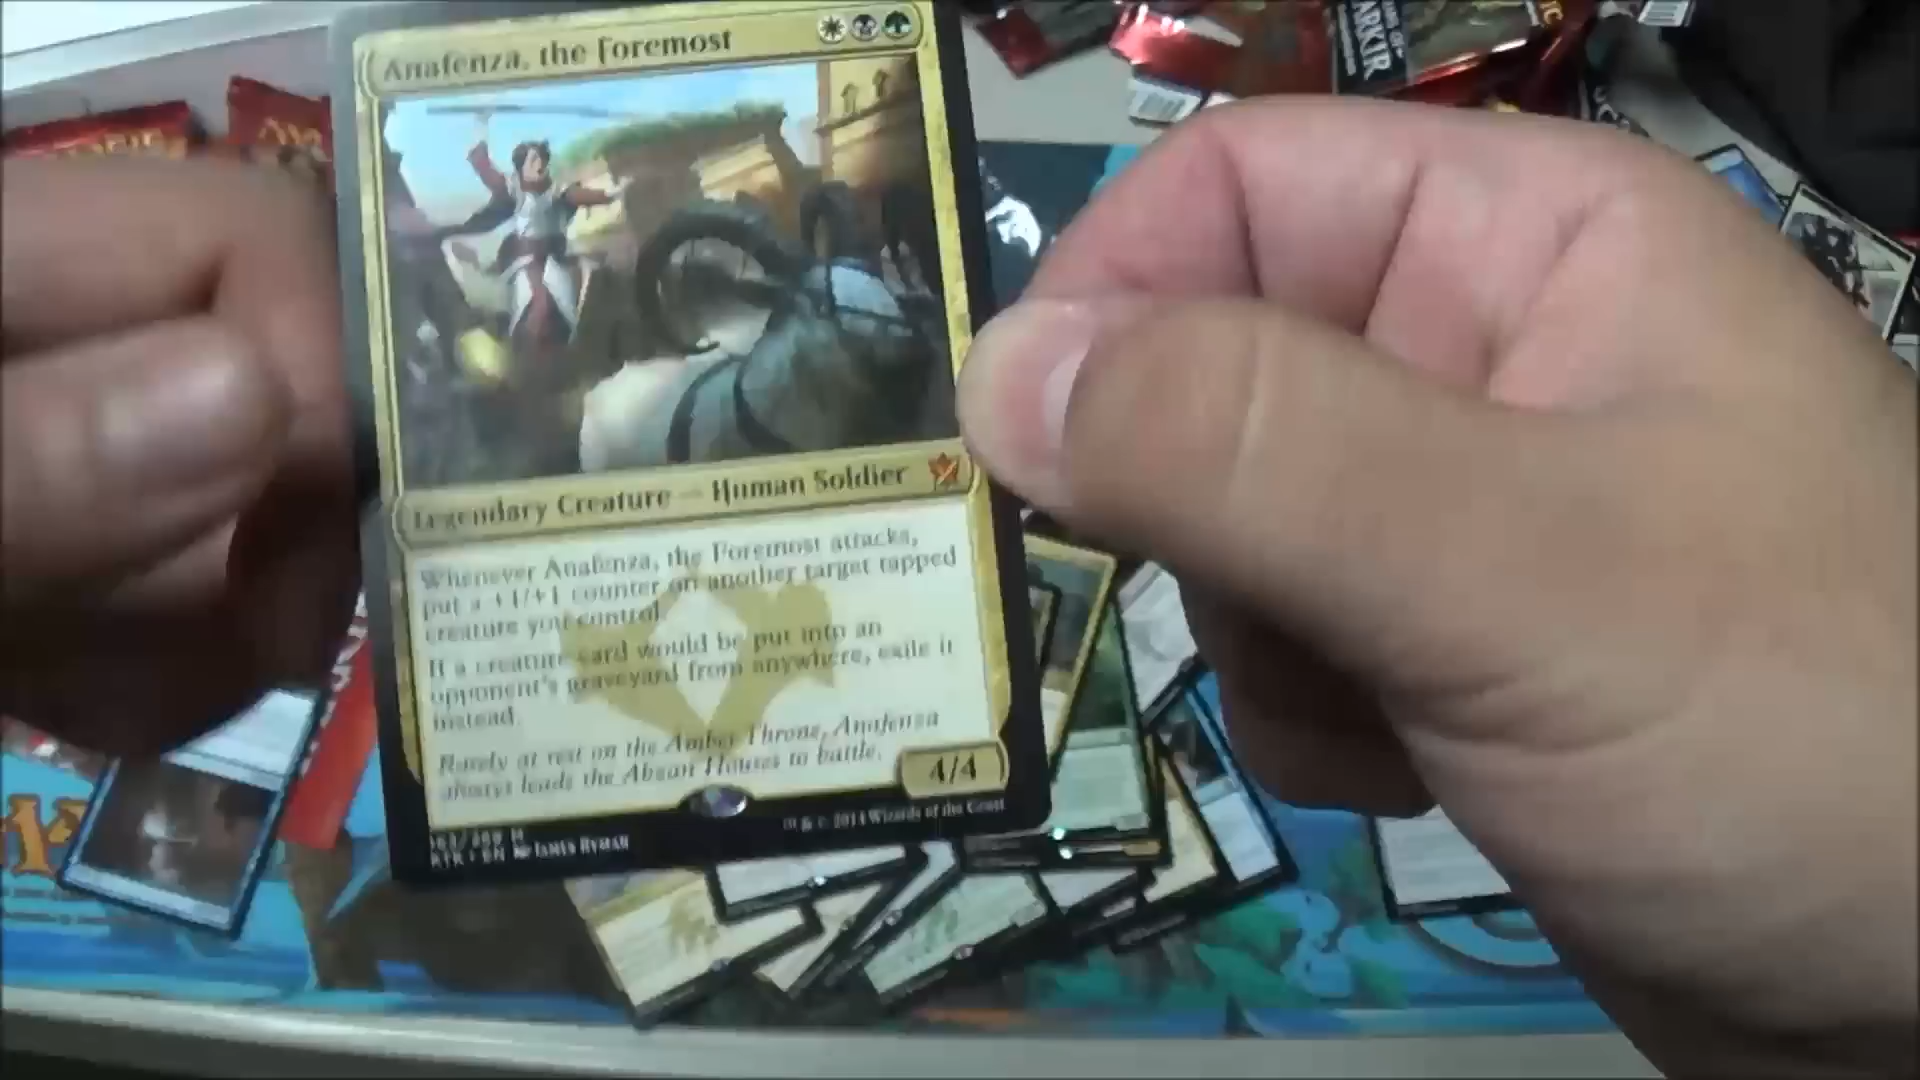 Anafenza, the Foremost
Legendary Creature — Human Soldier
Whenever Anafenza, the Foremost attacks,
put a +1/+1 counter on another target tapped
creature you control.
If a creature card would be put into an
opponent's graveyard from anywhere, exile it
instead.
Rarely at rest on the Amber Throne, Anafenza
always leads the Abzan Houses to battle.
4/4
KTK • EN James Ryman
™ & © 2014 Wizards of the Coast
ARKIR